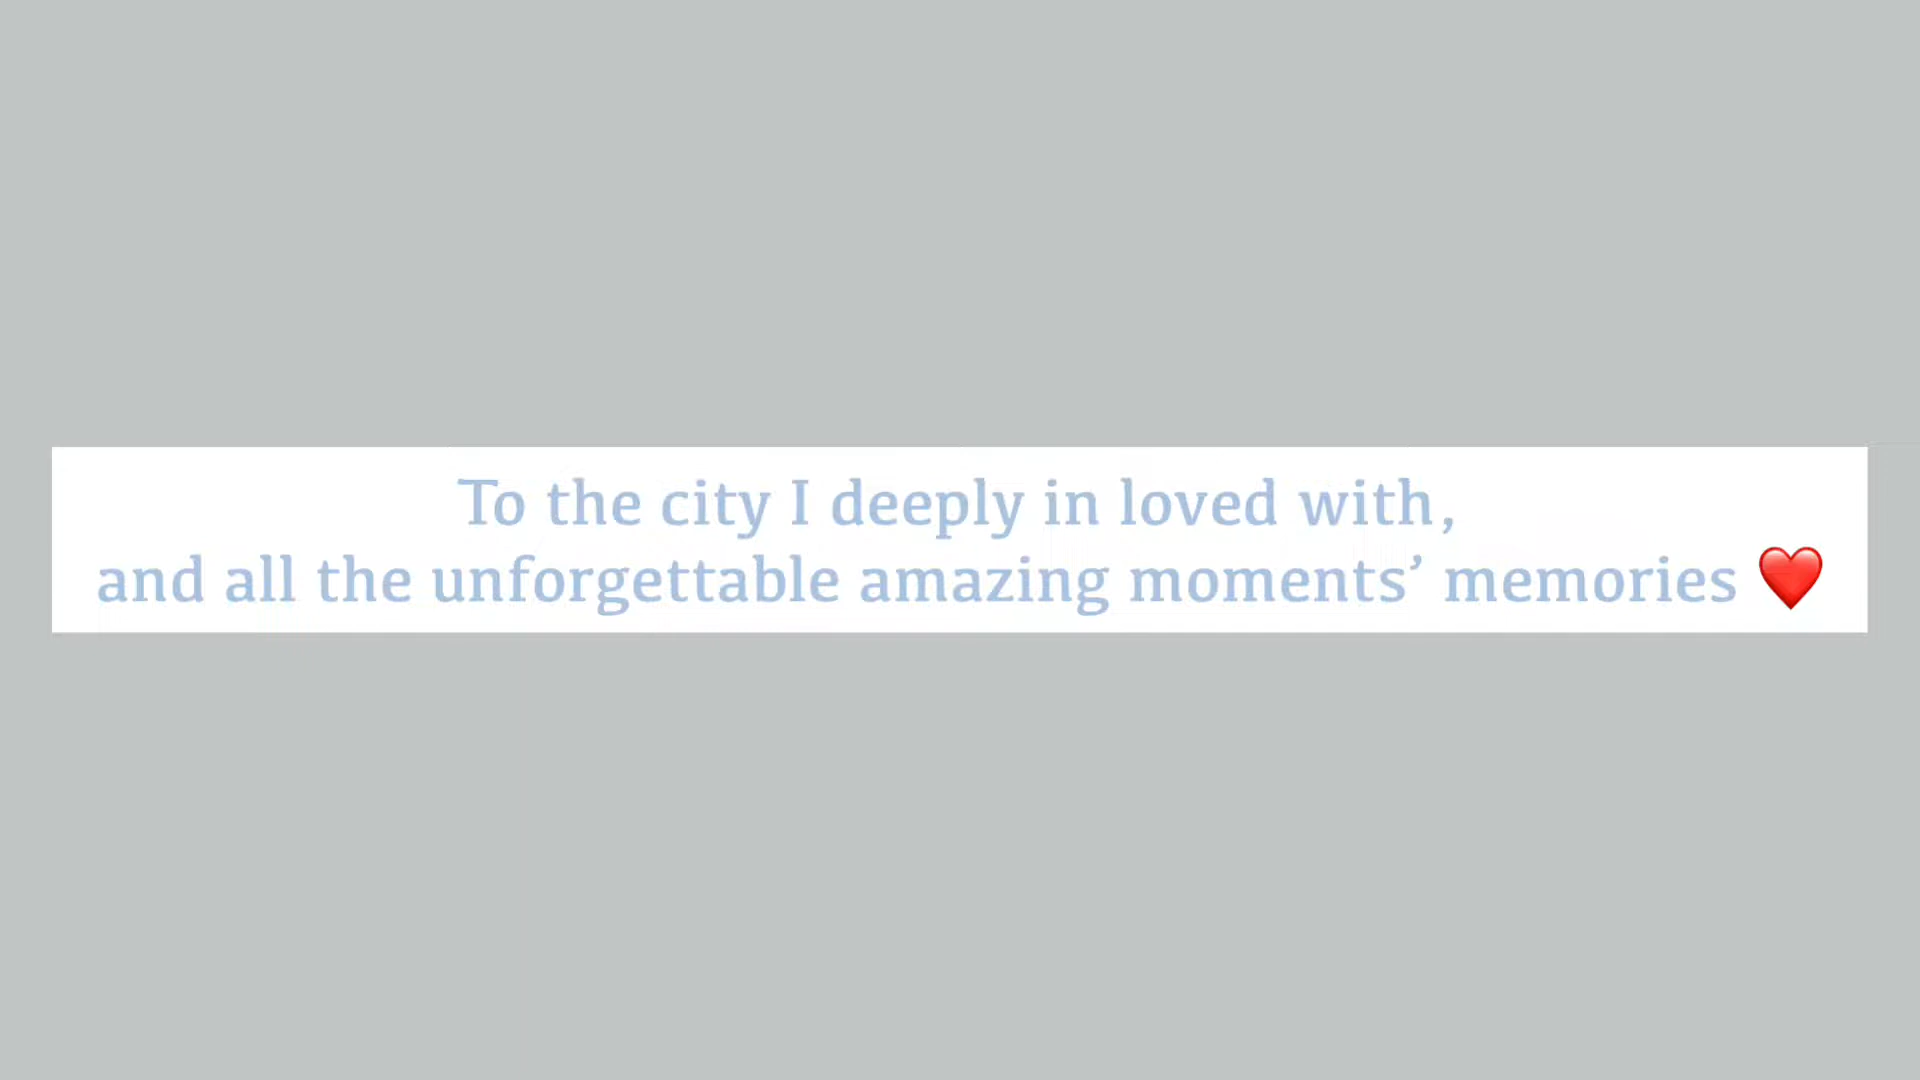 To the city I deeply in loved with,
and all the unforgettable amazing moments’ memories ❤️